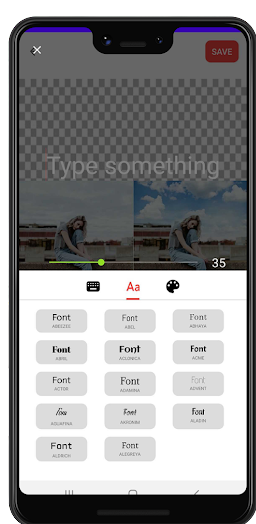 SAVE
Type something
35
Aa
Font Font Font
ABEEZEE ABEL ABHAYA
Font Font Font
ABRIL ACLONICA ACME
Font Font Font
ACTOR ADAMINA ADVENT
Font Font Font
AGUAFINA AKRONIM ALADIN
Font Font
ALDRICH ALEGREYA